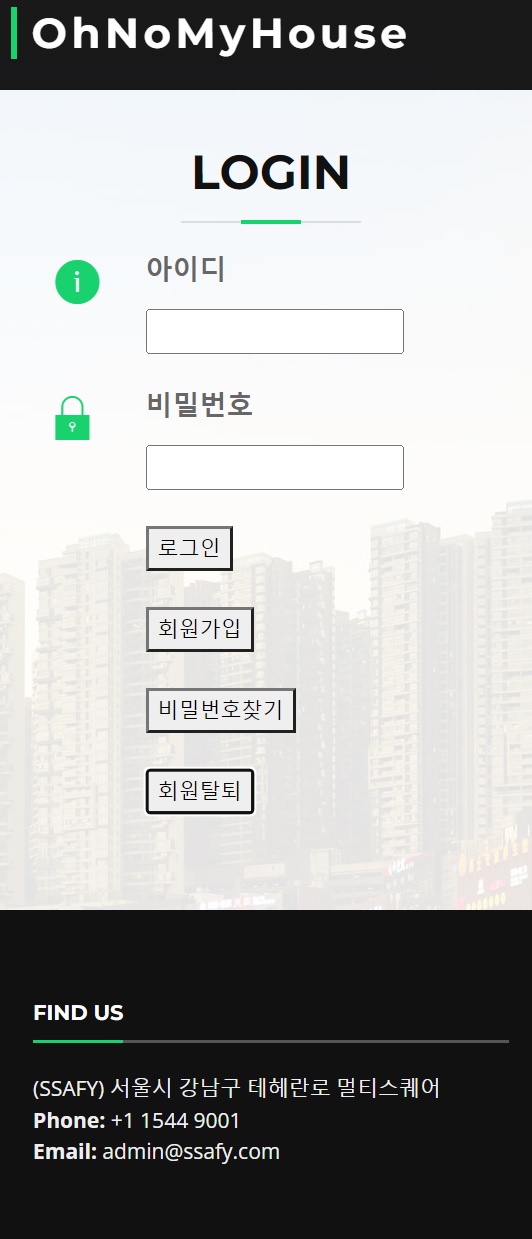 OhNoMyHouse
LOGIN
아이디
비밀번호
로그인
회원가입
비밀번호찾기
회원탈퇴
FIND US
(SSAFY) 서울시 강남구 테헤란로 멀티스퀘어
Phone: +1 1544 9001
Email: admin@ssafy.com